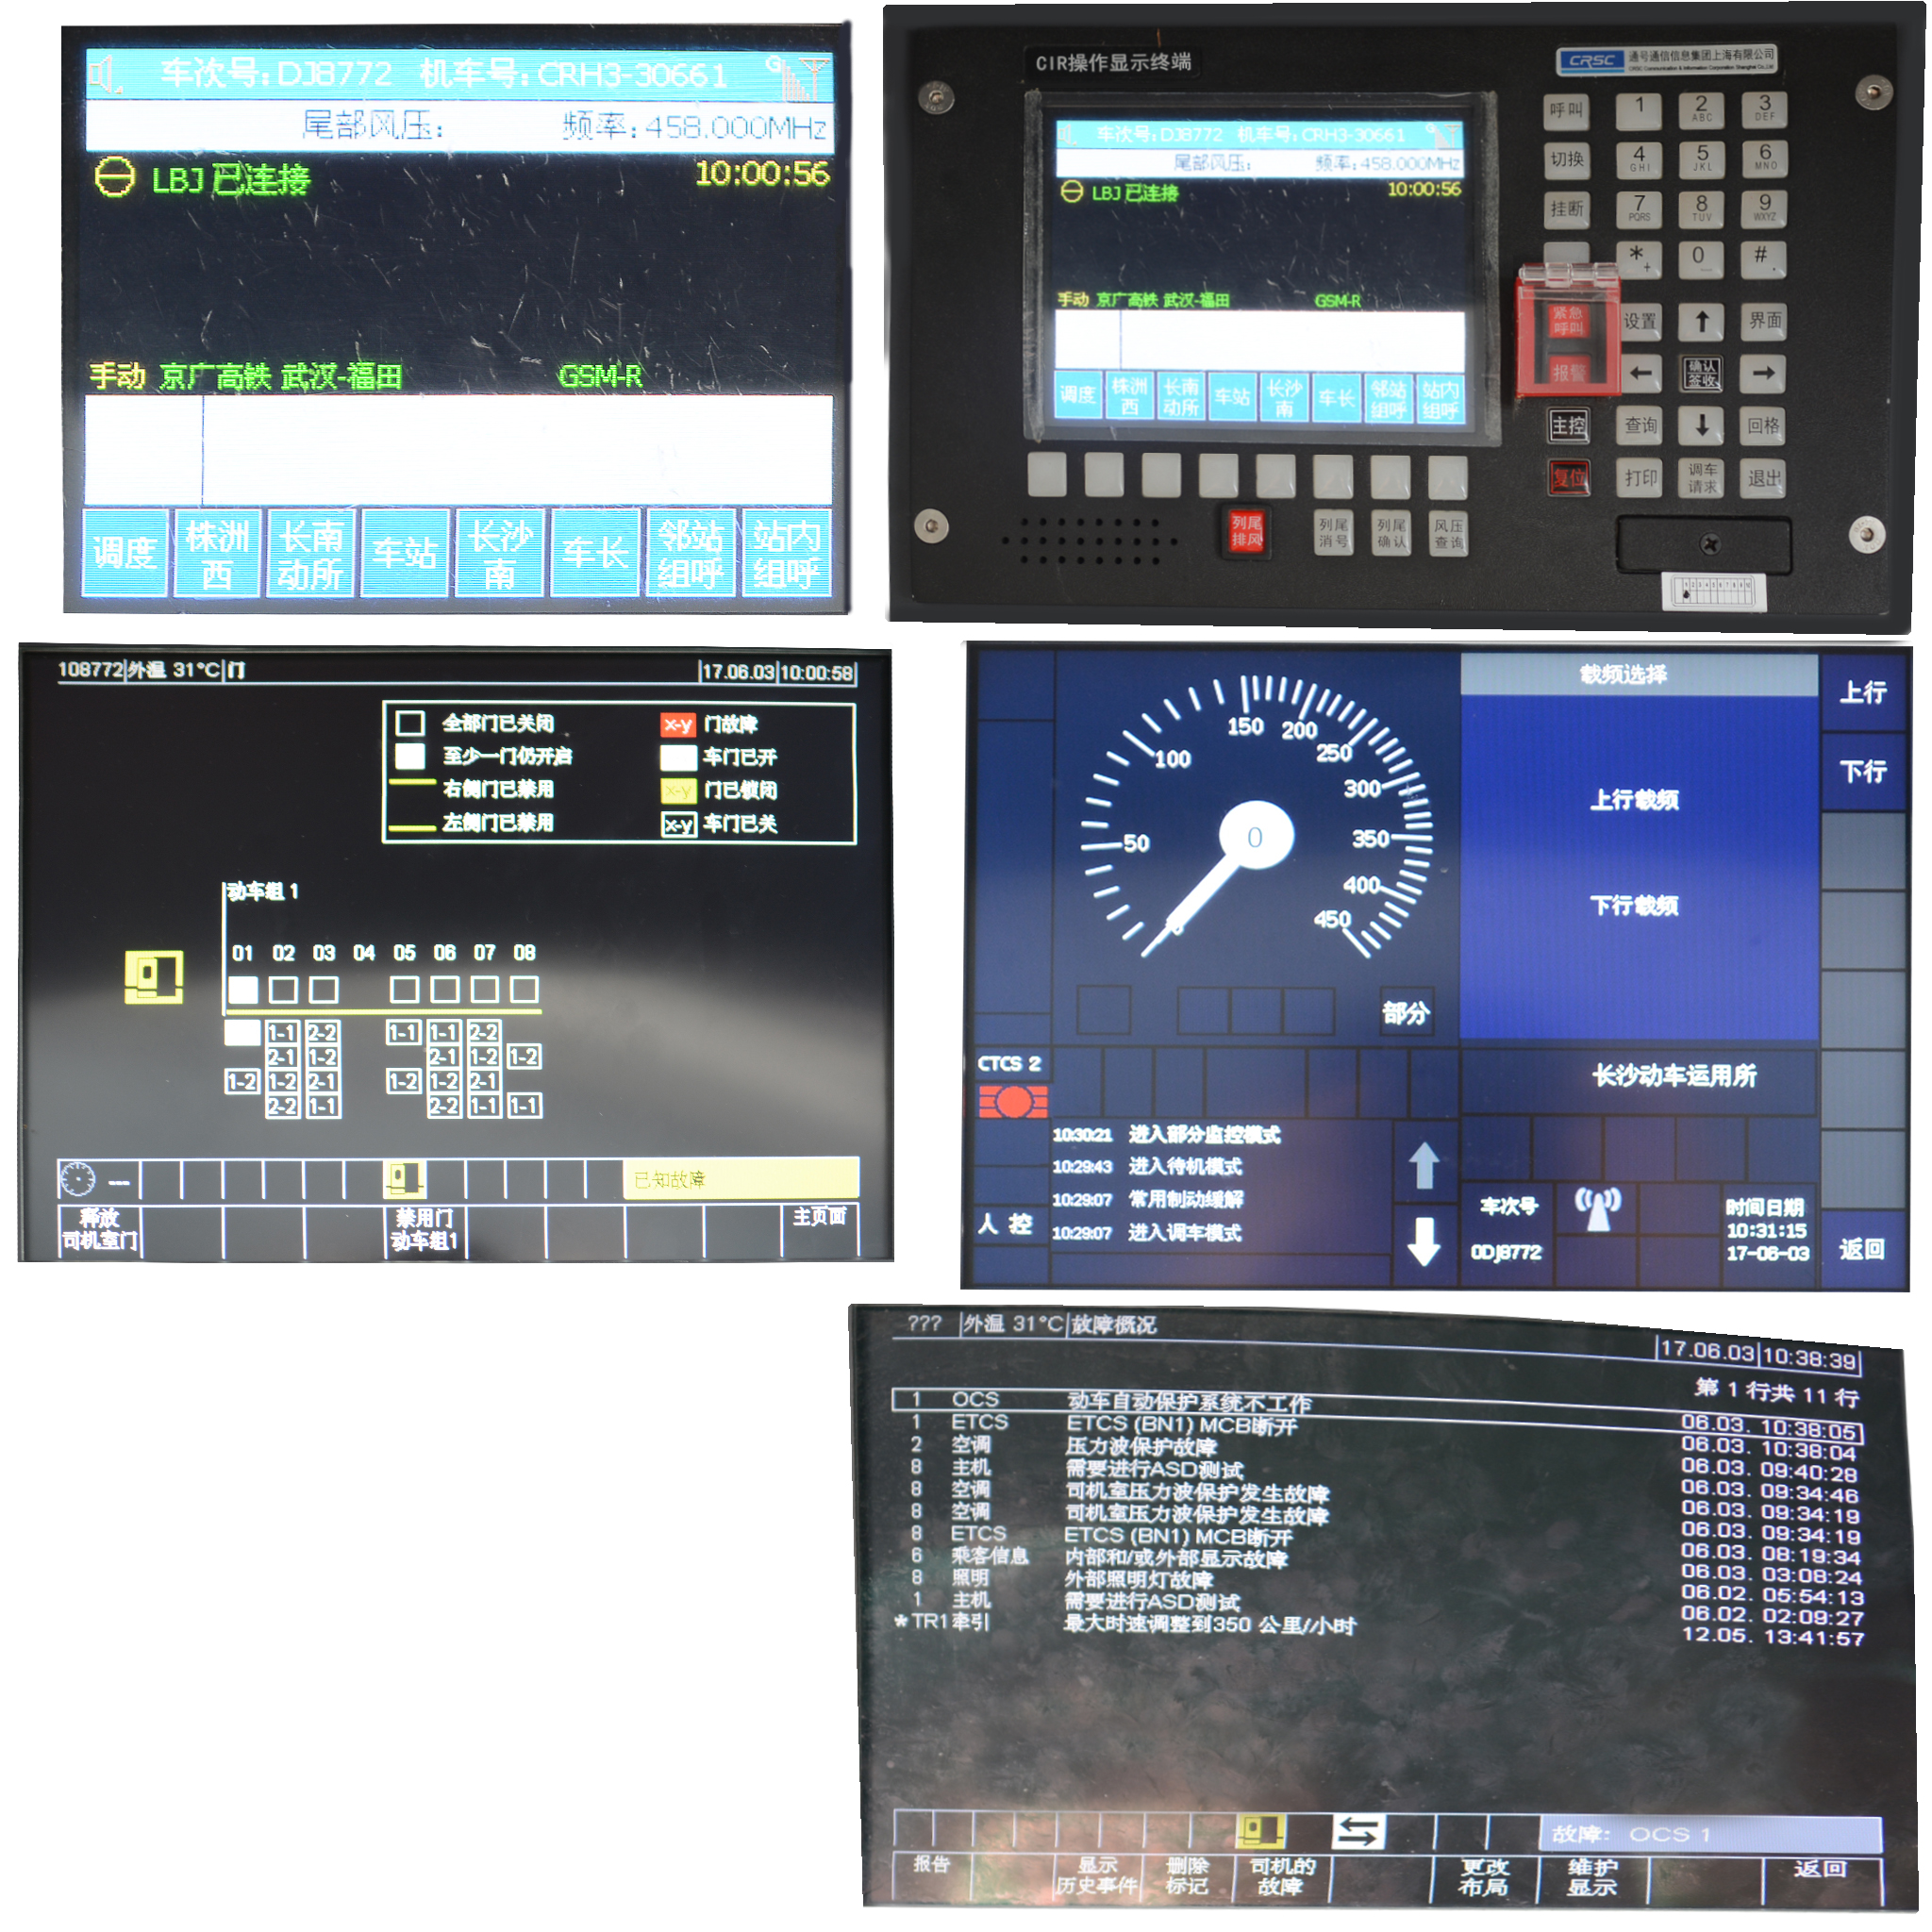 车次号:DJ8772 机车号:CRH3-30661
尾部风压: 频率:458.000MHz
LBJ 已连接 10:00:56
手动 京广高铁 武汉-福田 GSM-R
调度 株洲西 长南动所 车站 长沙南 车长 邻站组呼 站内组呼
CIR操作显示终端
CRSC 通号通信信息集团上海有限公司
CRSC Communication & Information Corporation Shanghai Co.,Ltd.
车次号:DJ8772 机车号:CRH3-30661
尾部风压: 频率:458.000MHz
LBJ 已连接 10:00:56
手动 京广高铁 武汉-福田 GSM-R
调度 株洲西 长南动所 车站 长沙南 车长 邻站组呼 站内组呼
呼叫 1 2 ABC 3 DEF
切换 4 GHI 5 JKL 6 MNO
挂断 7 PQRS 8 TUV 9 WXYZ
*+ 0_ #.
紧急呼叫 设置 ↑ 界面
报警 ← 确认签收 →
主控 查询 ↓ 回格
复位 打印 调车请求 退出
列尾排风 列尾消号 列尾确认 风压查询
108772 外温 31°C 门 17.06.03 10:00:58
全部门已关闭 x-y 门故障
至少一门仍开启 车门已开
右侧门已禁用 x-y 门已锁闭
左侧门已禁用 x-y 车门已关
动车组 1
01 02 03 04 05 06 07 08
1-1 2-2 1-1 1-1 2-2
2-1 1-2 2-1 1-2 1-2
1-2 1-2 2-1 1-2 1-2 2-1
2-2 1-1 2-2 1-1 1-1
--- 已知故障
释放司机室门 禁用门动车组1 主页面
载频选择
上行
下行
上行载频
下行载频
0 50 100 150 200 250 300 350 400 450
0
部分
CTCS 2
长沙动车运用所
10:30:21 进入部分监控模式
10:29:43 进入待机模式
10:29:07 常用制动缓解
10:29:07 进入调车模式
人 控
车次号
0DJ8772
时间日期
10:31:15
17-06-03
返回
??? 外温 31°C 故障概况 17.06.03 10:38:39
第 1 行共 11 行
1 OCS 动车自动保护系统不工作 06.03. 10:38:05
1 ETCS ETCS (BN1) MCB断开 06.03. 10:38:04
2 空调 压力波保护故障 06.03. 09:40:28
8 主机 需要进行ASD测试 06.03. 09:34:46
8 空调 司机室压力波保护发生故障 06.03. 09:34:19
8 空调 司机室压力波保护发生故障 06.03. 09:34:19
8 ETCS ETCS (BN1) MCB断开 06.03. 08:19:34
6 乘客信息 内部和/或外部显示故障 06.03. 03:08:24
8 照明 外部照明灯故障 06.02. 05:54:13
1 主机 需要进行ASD测试 06.02. 02:09:27
* TR1 牵引 最大时速调整到350 公里/小时 12.05. 13:41:57
故障: OCS 1
报告 显示历史事件 删除标记 司机的故障 更改布局 维护显示 返回